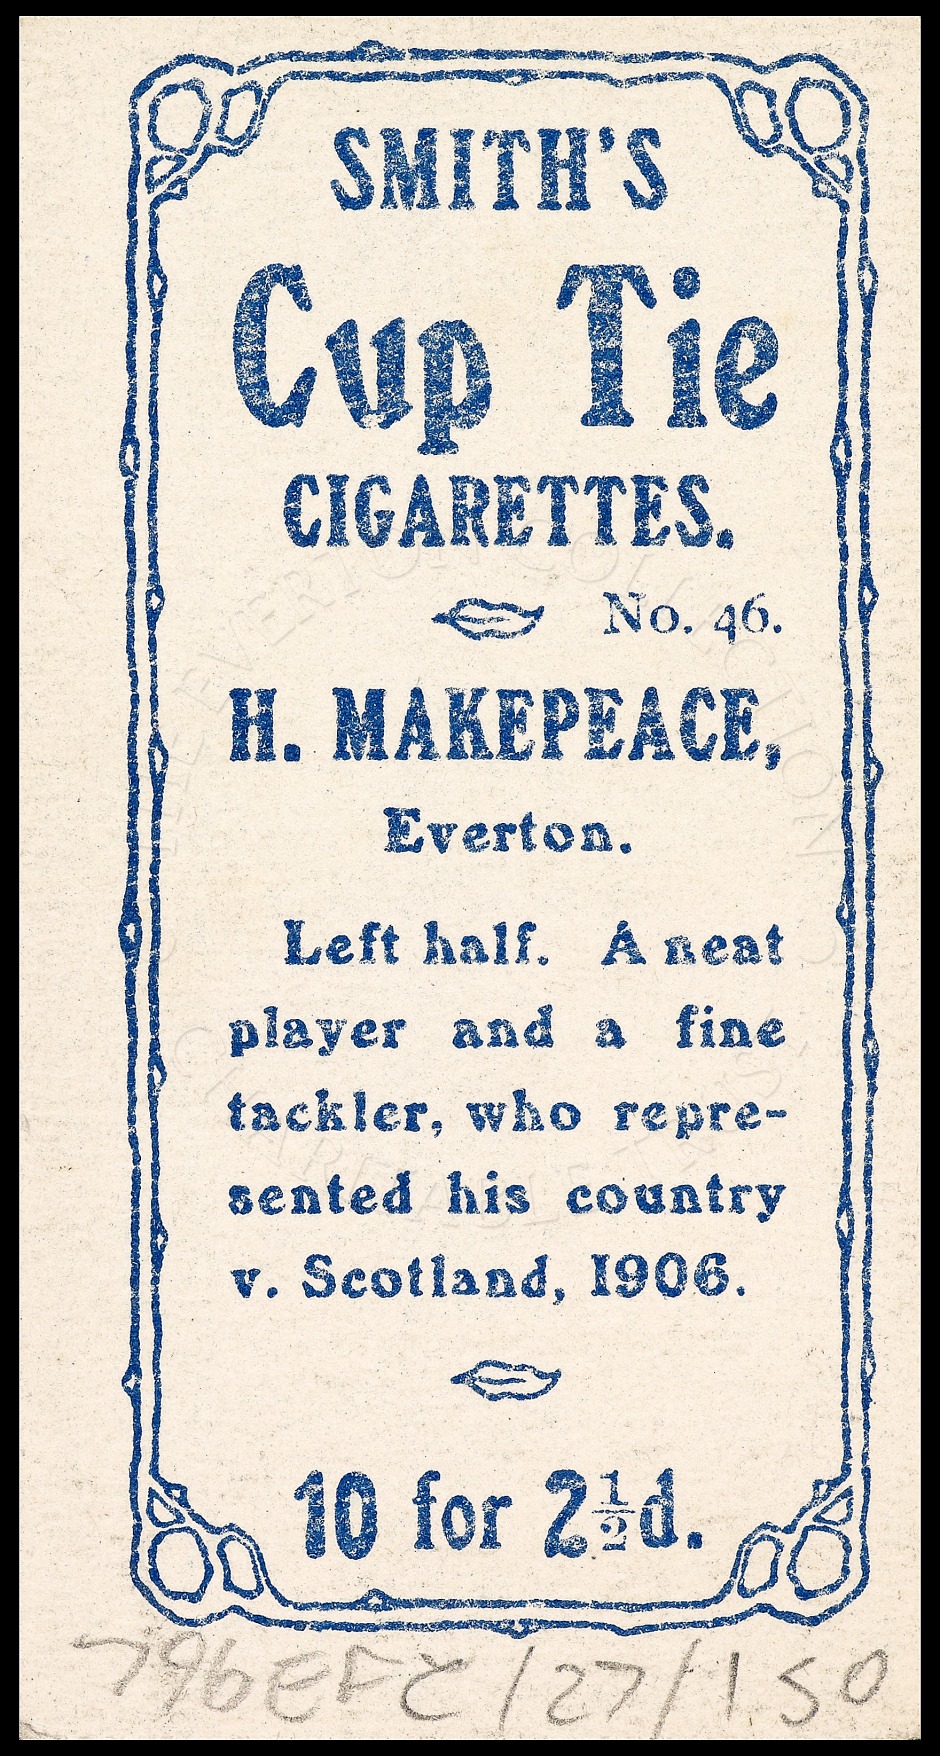 SMITH'S
Cup Tie
CIGARETTES.
No. 46.
H. MAKEPEACE,
Everton.
Left half. A neat
player and a fine
tackler, who repre-
sented his country
v. Scotland, 1906.
10 for 2½d.
796EFC/27/150